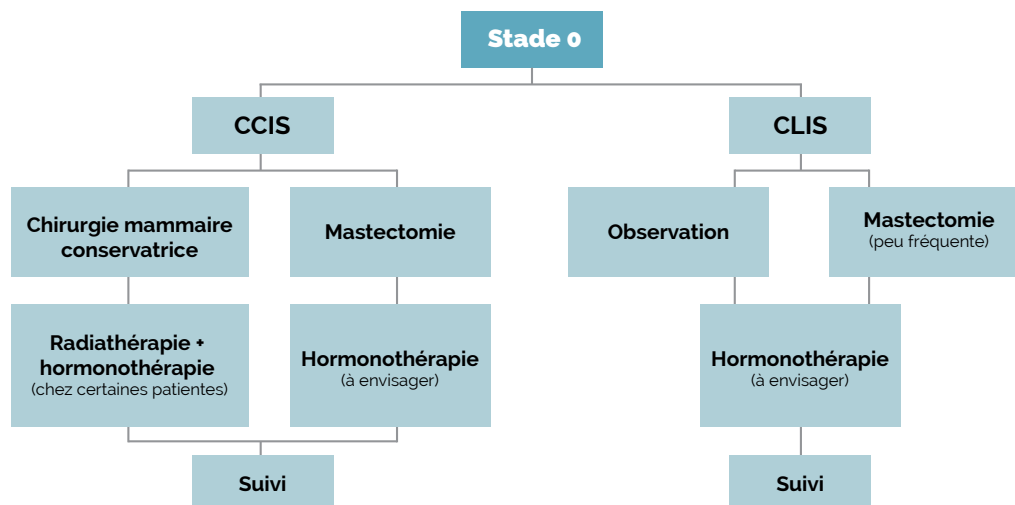 Stade 0
CCIS
CLIS
Chirurgie mammaire
conservatrice
Mastectomie
Observation
Mastectomie
(peu fréquente)
Radiathérapie +
hormonothérapie
(chez certaines patientes)
Hormonothérapie
(à envisager)
Hormonothérapie
(à envisager)
Suivi
Suivi